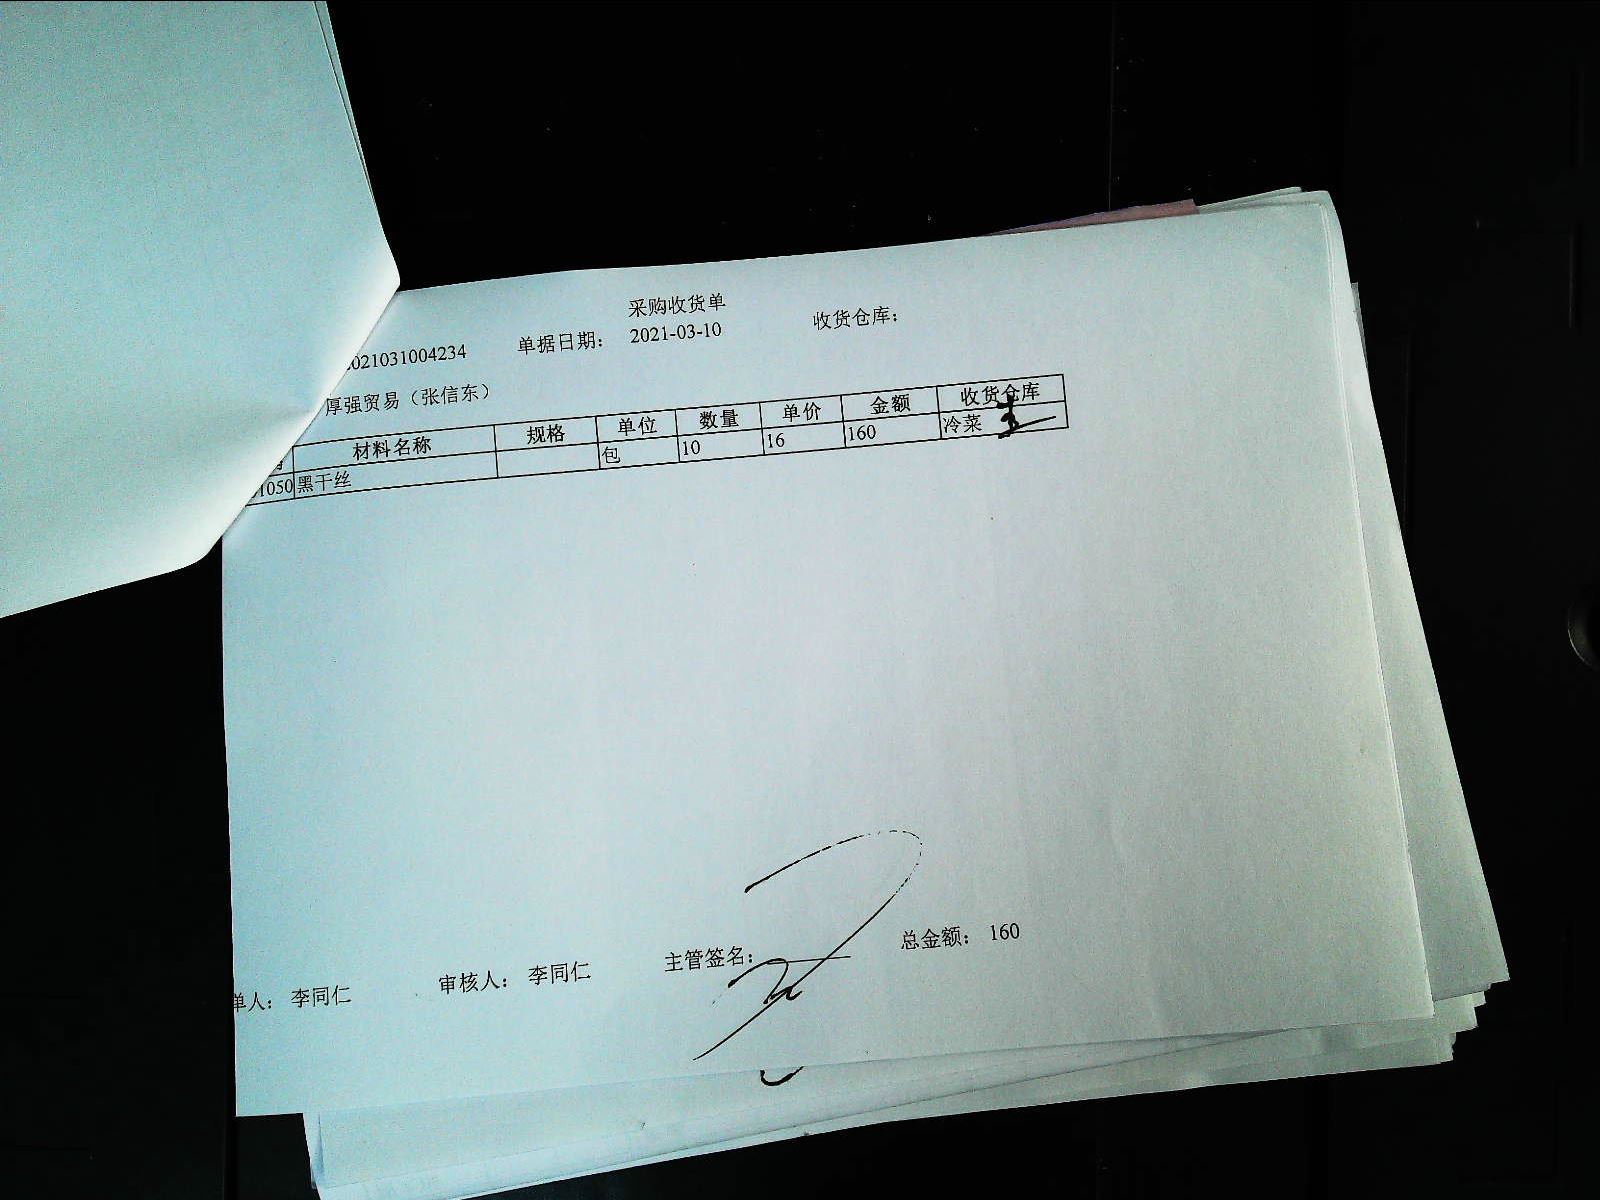 采购收货单
021031004234 单据日期： 2021-03-10 收货仓库：
厚强贸易（张信东）
材料名称 规格 单位 数量 单价 金额 收货仓库
1050 黑干丝 包 10 16 160 冷菜
单人： 李同仁 审核人： 李同仁 主管签名： 总金额： 160